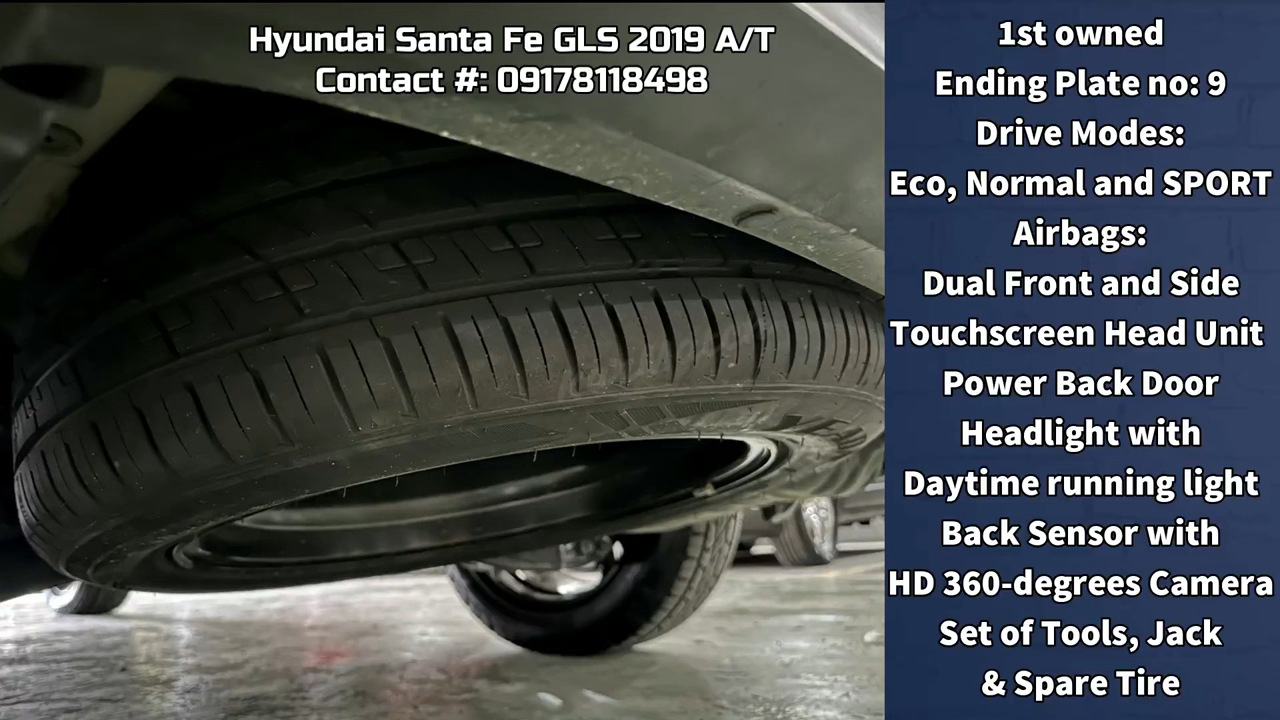 Hyundai Santa Fe GLS 2019 A/T
Contact #: 09178118498
1st owned
Ending Plate no: 9
Drive Modes:
Eco, Normal and SPORT
Airbags:
Dual Front and Side
Touchscreen Head Unit
Power Back Door
Headlight with
Daytime running light
Back Sensor with
HD 360-degrees Camera
Set of Tools, Jack
& Spare Tire